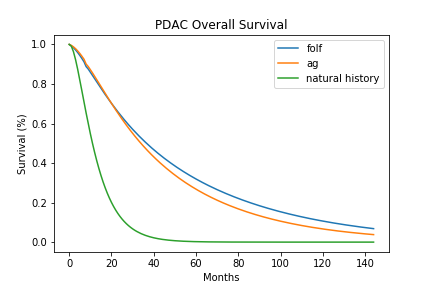 PDAC Overall Survival
folf
ag
natural history
Survival (%)
1.0
0.8
0.6
0.4
0.2
0.0
0 20 40 60 80 100 120 140
Months